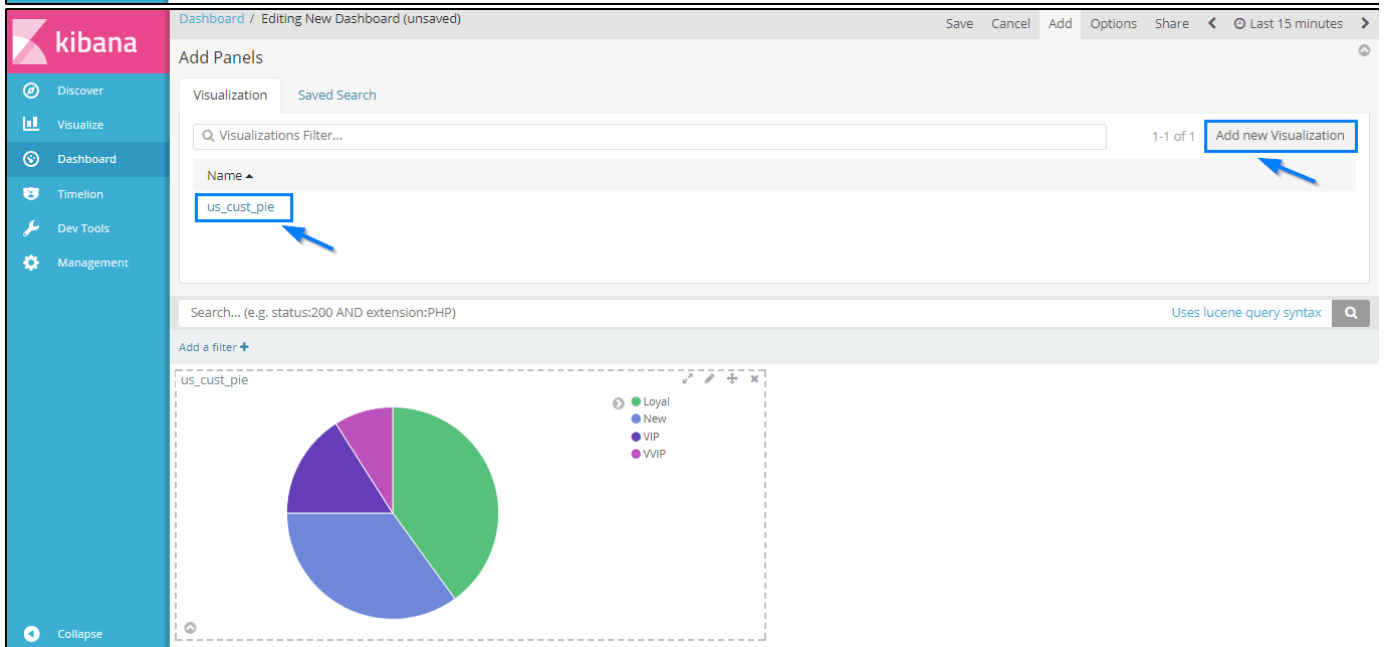 kibana
Discover
Visualize
Dashboard
Timelion
Dev Tools
Management
Collapse
Dashboard / Editing New Dashboard (unsaved)
Save Cancel Add Options Share Last 15 minutes
Add Panels
Visualization Saved Search
Visualizations Filter... 1-1 of 1 Add new Visualization
Name
us_cust_pie
Search... (e.g. status:200 AND extension:PHP) Uses lucene query syntax
Add a filter +
us_cust_pie
Loyal
New
VIP
VVIP